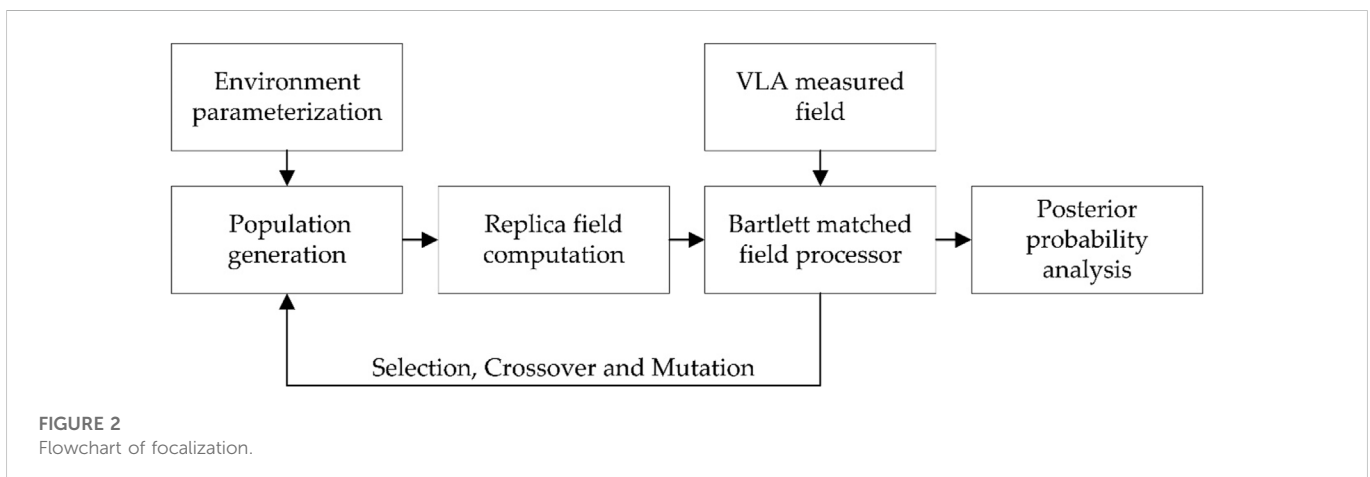 Environment
parameterization
VLA measured
field
Population
generation
Replica field
computation
Bartlett matched
field processor
Posterior
probability
analysis
Selection, Crossover and Mutation
FIGURE 2
Flowchart of focalization.